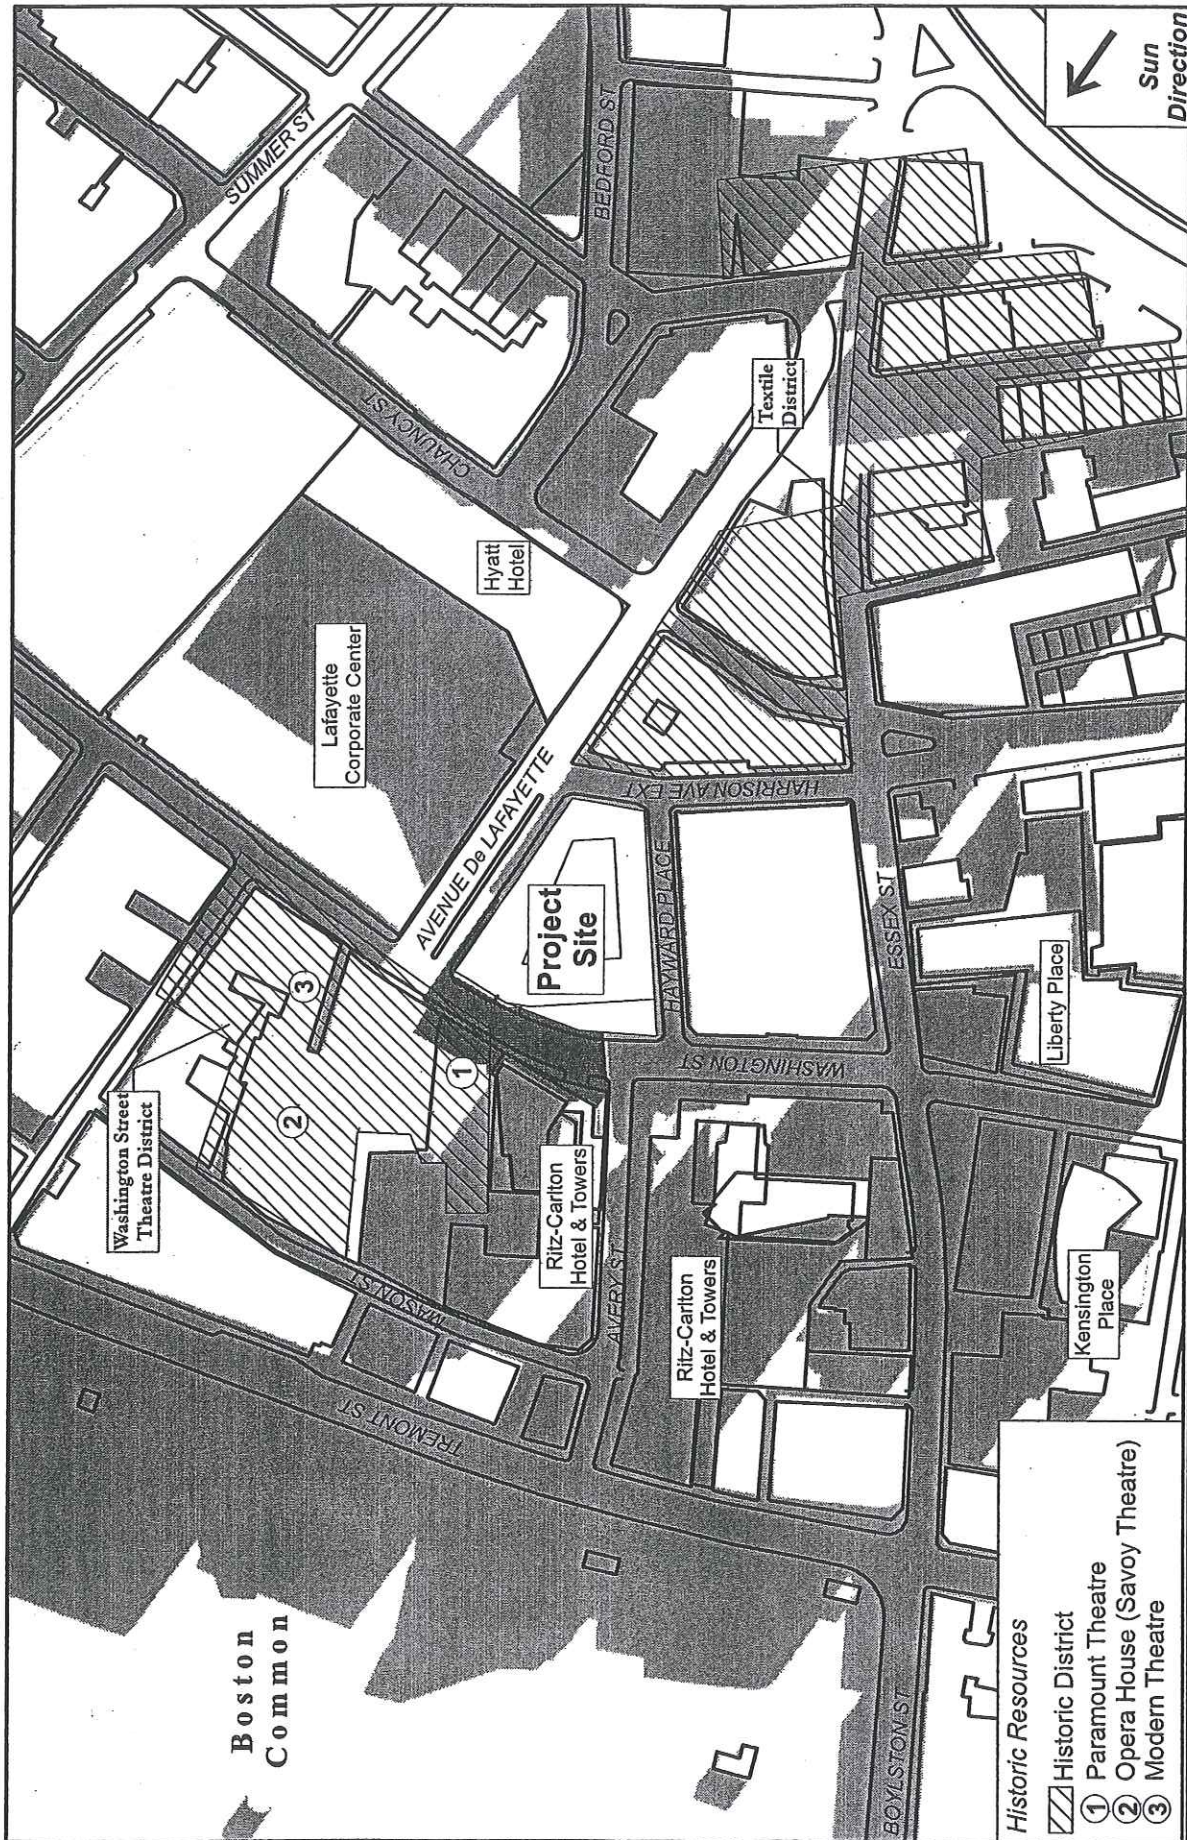 Boston
Common
TREMONT ST
MASON ST
Washington Street
Theatre District
SUMMER ST
CHAUNCY ST
BEDFORD ST
Lafayette
Corporate Center
Hyatt
Hotel
AVENUE De LAFAYETTE
Textile
District
HARRISON AVE EXT
Project
Site
HAYWARD PLACE
WASHINGTON ST
ESSEX ST
Liberty Place
Ritz-Carlton
Hotel & Towers
AVERY ST
Ritz-Carlton
Hotel & Towers
Kensington
Place
BOYLSTON ST
1
2
3
Sun
Direction
Historic Resources
Historic District
1 Paramount Theatre
2 Opera House (Savoy Theatre)
3 Modern Theatre